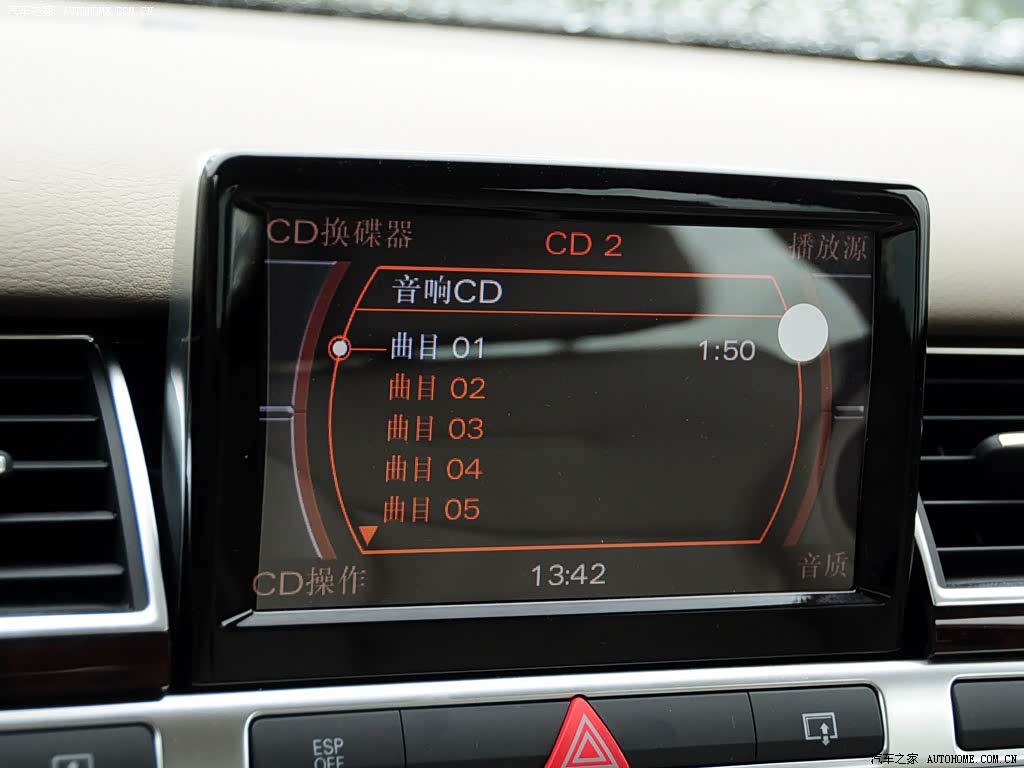 汽车之家 AUTOHOME.COM.CN
CD换碟器
CD 2
播放源
音响CD
曲目 01 1:50
曲目 02
曲目 03
曲目 04
曲目 05
CD操作
13:42
音质
ESP
OFF
汽车之家 AUTOHOME.COM.CN